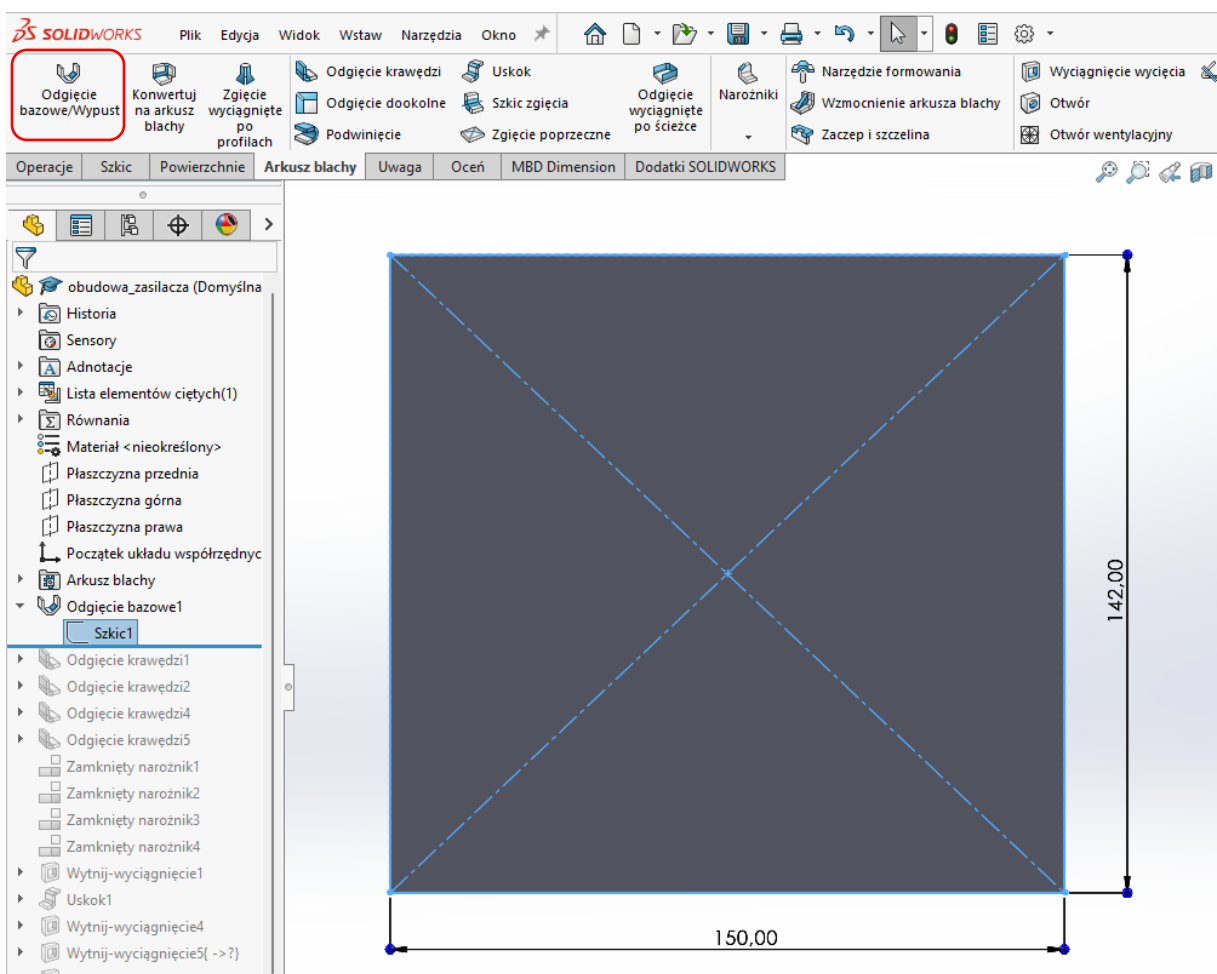 SOLIDWORKS Plik Edycja Widok Wstaw Narzędzia Okno
Odgięcie
bazowe/Wypust
Konwertuj
na arkusz
blachy
Zgięcie
wyciągnięte
po
profilach
Odgięcie krawędzi
Odgięcie dookolne
Podwinięcie
Uskok
Szkic zgięcia
Zgięcie poprzeczne
Odgięcie
wyciągnięte
po ścieżce
Narożniki
Narzędzie formowania
Wzmocnienie arkusza blachy
Zaczep i szczelina
Wyciągnięcie wycięcia
Otwór
Otwór wentylacyjny
Operacje Szkic Powierzchnie Arkusz blachy Uwaga Oceń MBD Dimension Dodatki SOLIDWORKS
obudowa_zasilacza (Domyślna
Historia
Sensory
Adnotacje
Lista elementów ciętych(1)
Równania
Materiał <nieokreślony>
Płaszczyzna przednia
Płaszczyzna górna
Płaszczyzna prawa
Początek układu współrzędnyc
Arkusz blachy
Odgięcie bazowe1
Szkic1
Odgięcie krawędzi1
Odgięcie krawędzi2
Odgięcie krawędzi4
Odgięcie krawędzi5
Zamknięty narożnik1
Zamknięty narożnik2
Zamknięty narożnik3
Zamknięty narożnik4
Wytnij-wyciągnięcie1
Uskok1
Wytnij-wyciągnięcie4
Wytnij-wyciągnięcie5{ ->?}
142,00
150,00